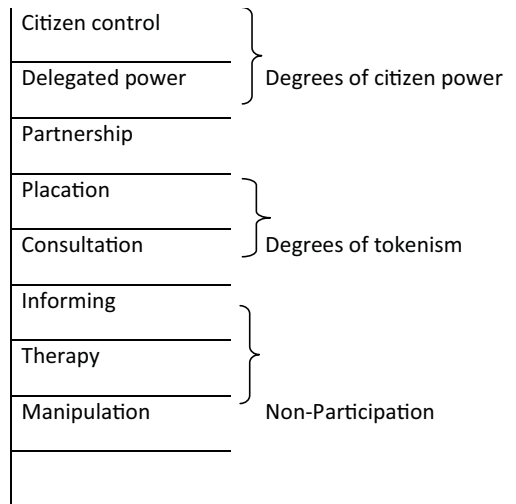 Citizen control
Delegated power Degrees of citizen power
Partnership
Placation
Consultation Degrees of tokenism
Informing
Therapy
Manipulation Non-Participation